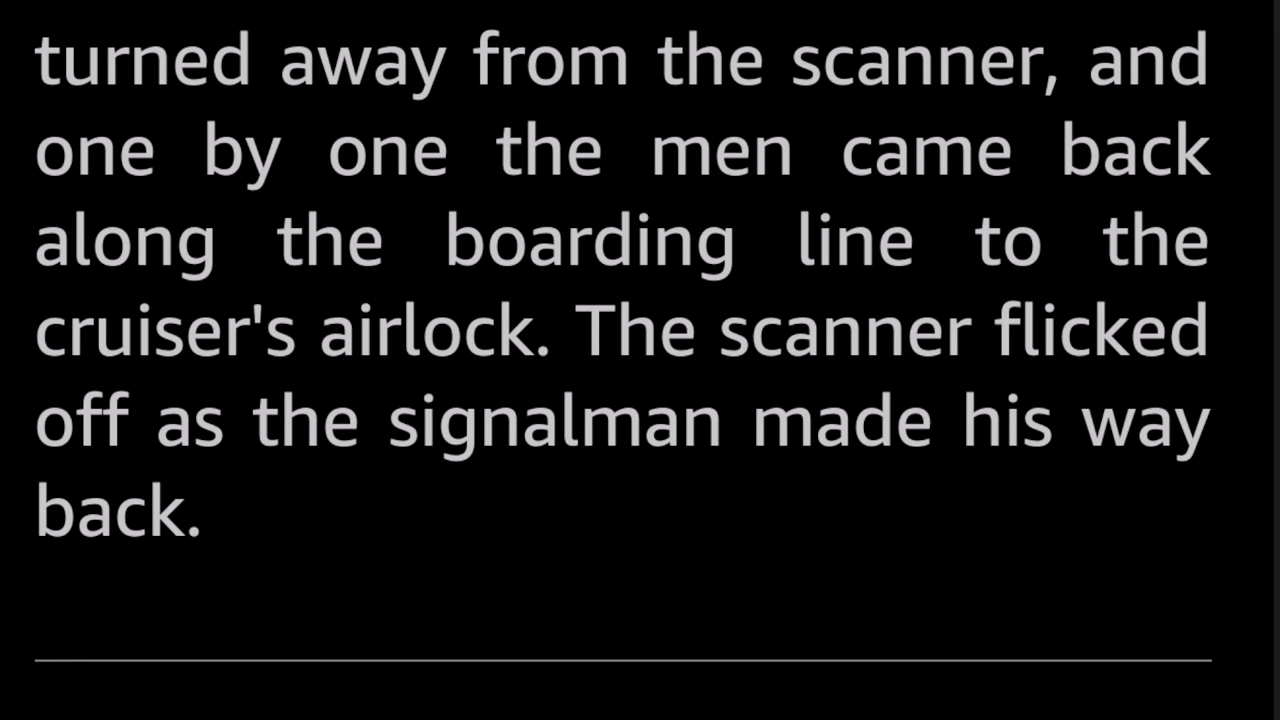 turned away from the scanner, and
one by one the men came back
along the boarding line to the
cruiser's airlock. The scanner flicked
off as the signalman made his way
back.